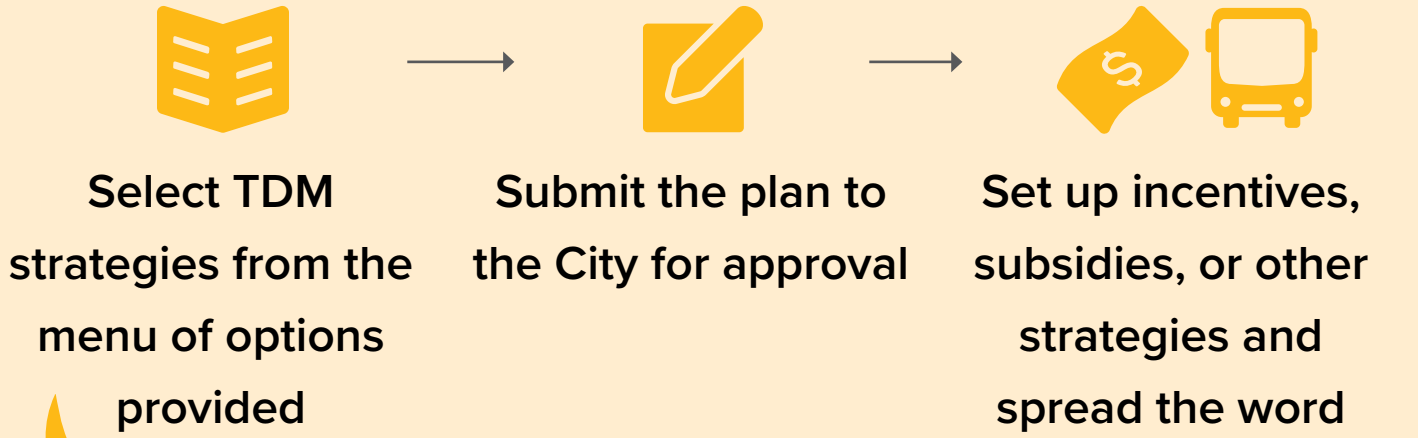 Select TDM
strategies from the
menu of options
provided
Submit the plan to
the City for approval
$
Set up incentives,
subsidies, or other
strategies and
spread the word